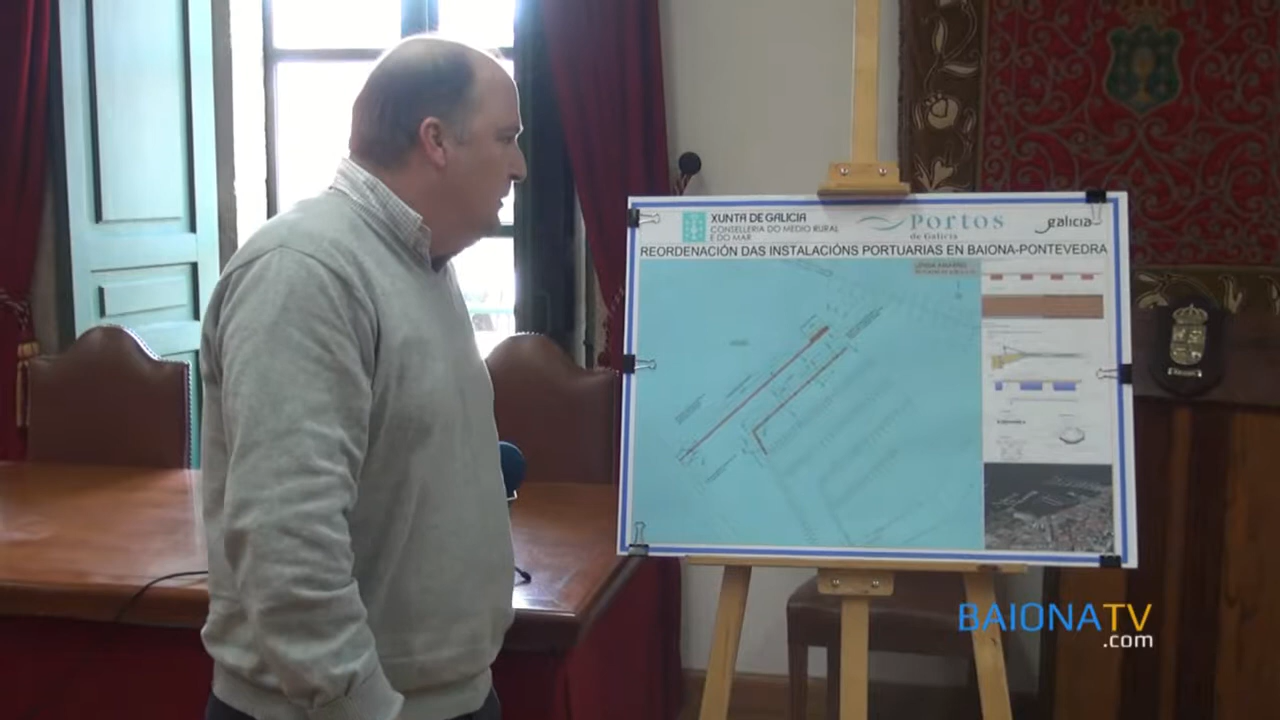 XUNTA DE GALICIA
CONSELLERIA DO MEDIO RURAL
E DO MAR
Portos
de Galicia
galicia
REORDENACIÓN DAS INSTALACIÓNS PORTUARIAS EN BAIONA-PONTEVEDRA
BAIONATV
.com